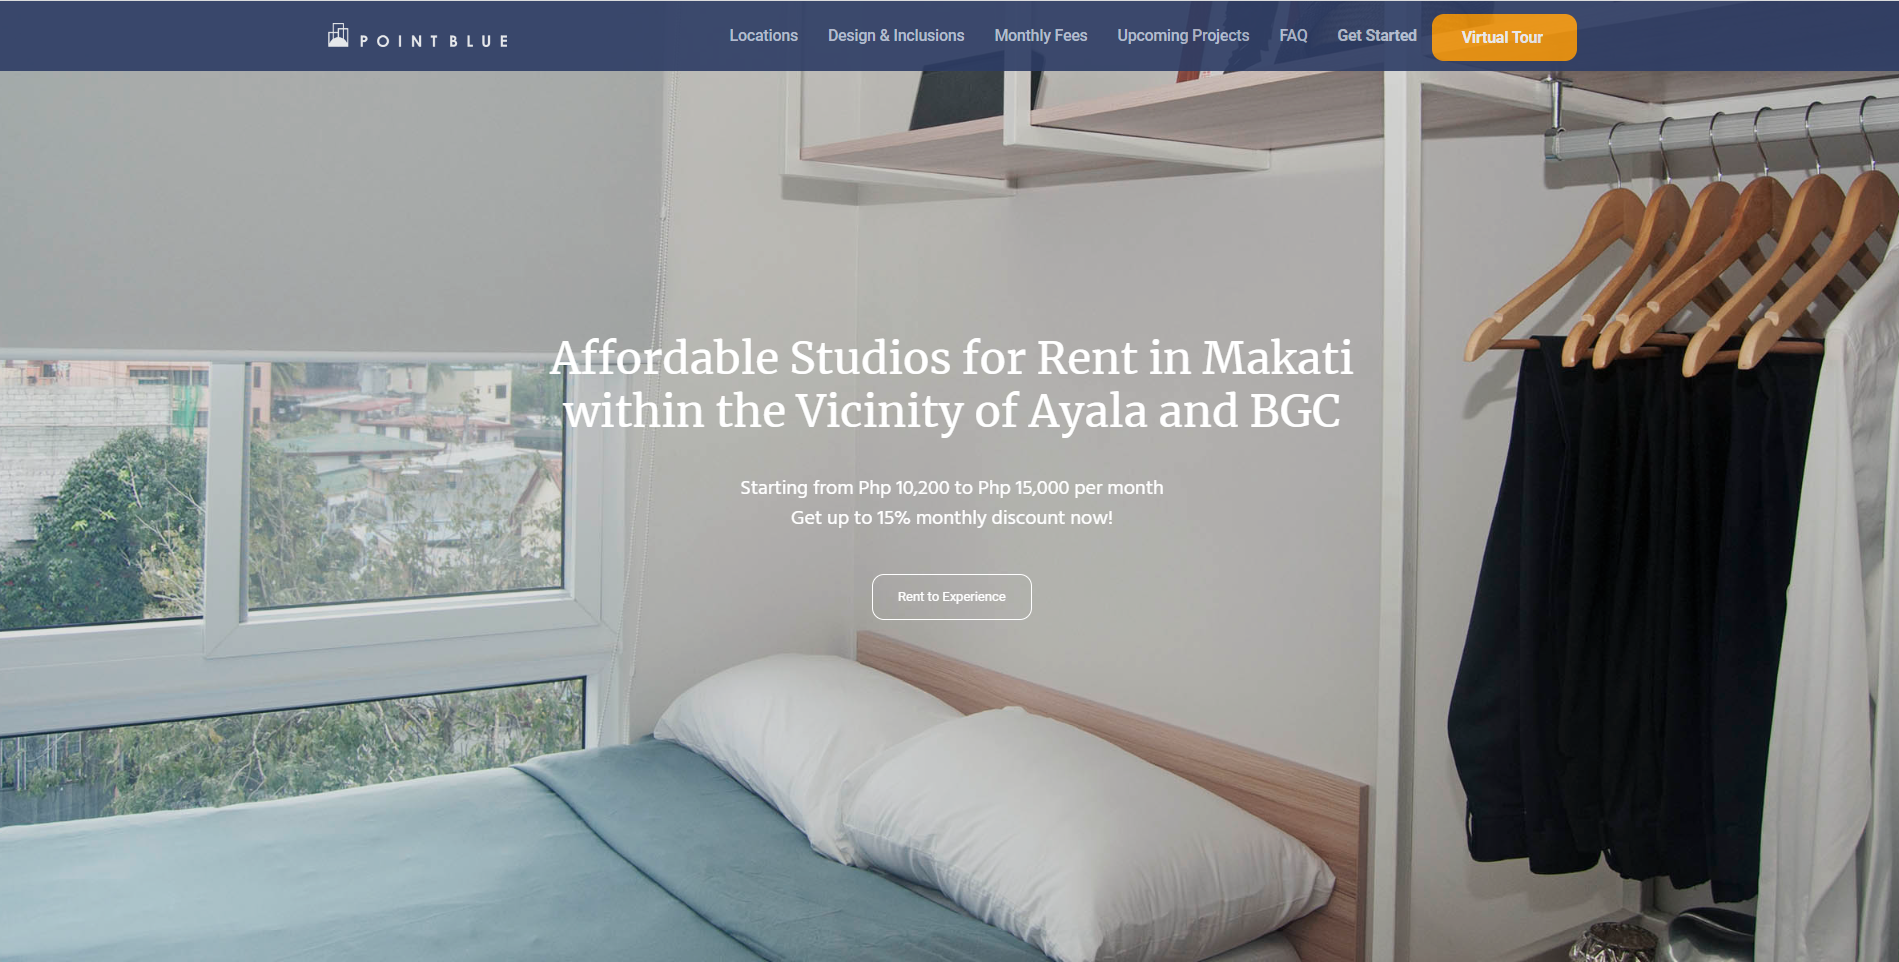 POINT BLUE
Locations
Design & Inclusions
Monthly Fees
Upcoming Projects
FAQ
Get Started
Virtual Tour
Affordable Studios for Rent in Makati
within the Vicinity of Ayala and BGC
Starting from Php 10,200 to Php 15,000 per month
Get up to 15% monthly discount now!
Rent to Experience